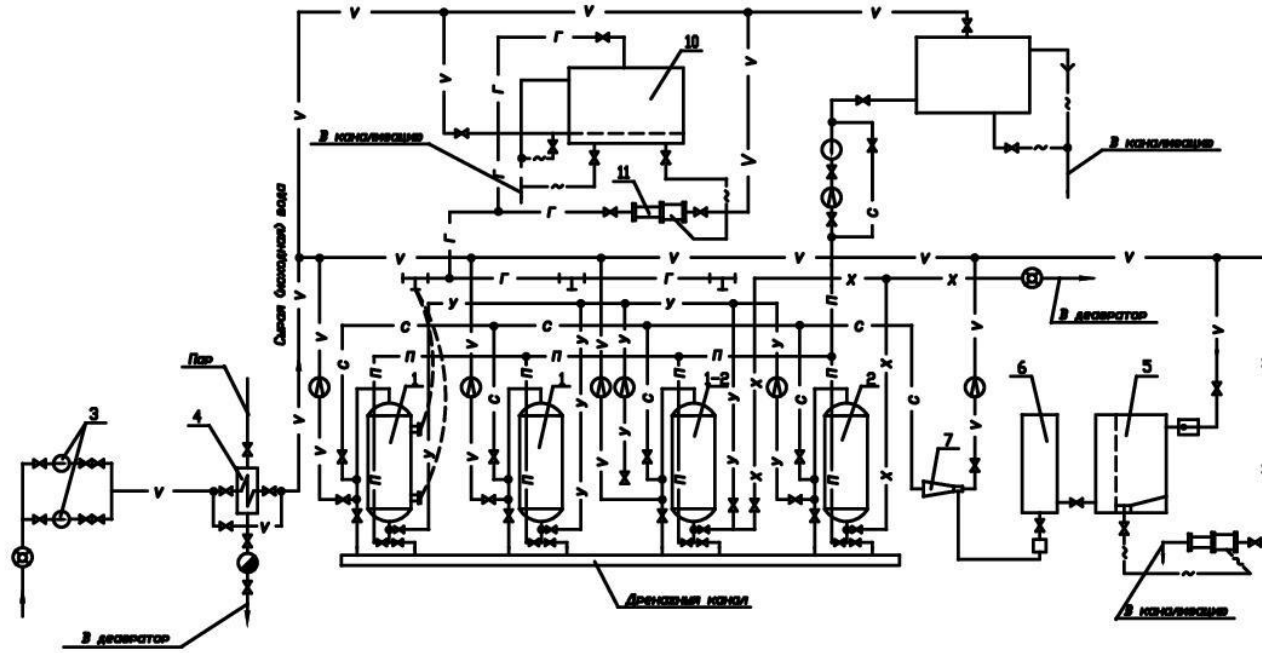 V V V V
Г
10
V V
Г
V
~
В канализацию
~
В канализацию
V
~
Г
11
~
~
Г
С
Сырая (исходная) вода
Г
V V V V V
Г Г
Х Х
П
V
У У
В деаэратор
С С С С
V
Пар
П П П
6 5
1 1 1-2 2
3
4
7
V
V
Дренажный канал
~
~
В канализацию
В деаэратор